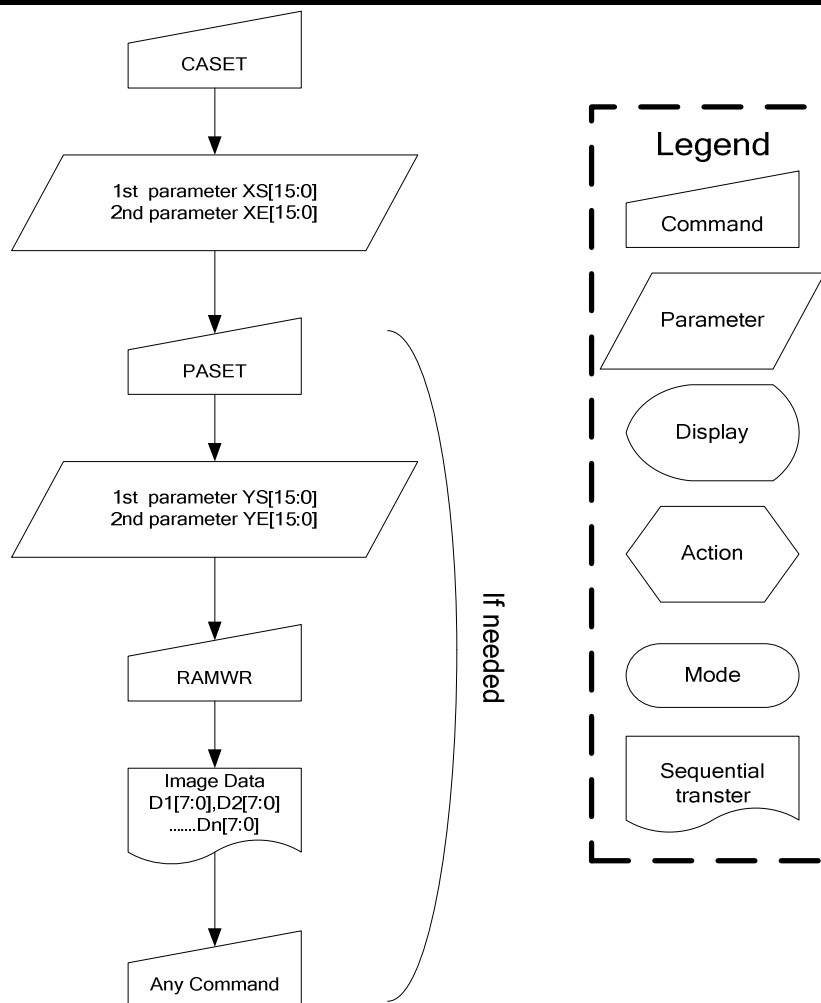 CASET
1st parameter XS[15:0]
2nd parameter XE[15:0]
PASET
1st parameter YS[15:0]
2nd parameter YE[15:0]
RAMWR
Image Data
D1[7:0],D2[7:0]
.......Dn[7:0]
Any Command
If needed
Legend
Command
Parameter
Display
Action
Mode
Sequential
transter